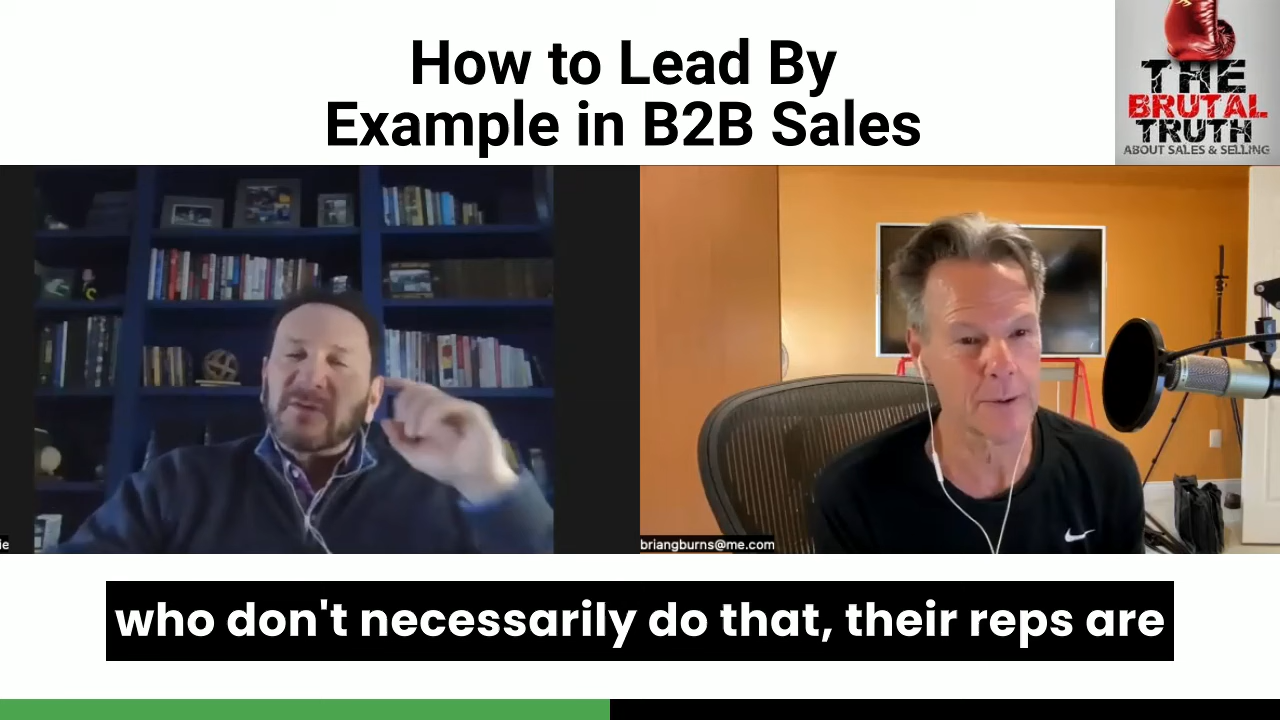 How to Lead By
Example in B2B Sales
THE
BRUTAL
TRUTH
ABOUT SALES & SELLING
ie
briangburns@me.com
who don't necessarily do that, their reps are